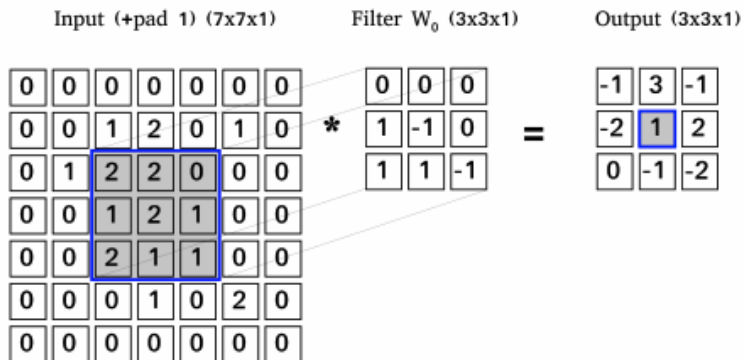 Input (+pad 1) (7x7x1) Filter W₀ (3x3x1) Output (3x3x1)
0 0 0 0 0 0 0 0 0 0 -1 3 -1
0 0 1 2 0 1 0 * 1 -1 0 = -2 1 2
0 1 2 2 0 0 0 1 1 -1 0 -1 -2
0 0 1 2 1 0 0
0 0 2 1 1 0 0
0 0 0 1 0 2 0
0 0 0 0 0 0 0